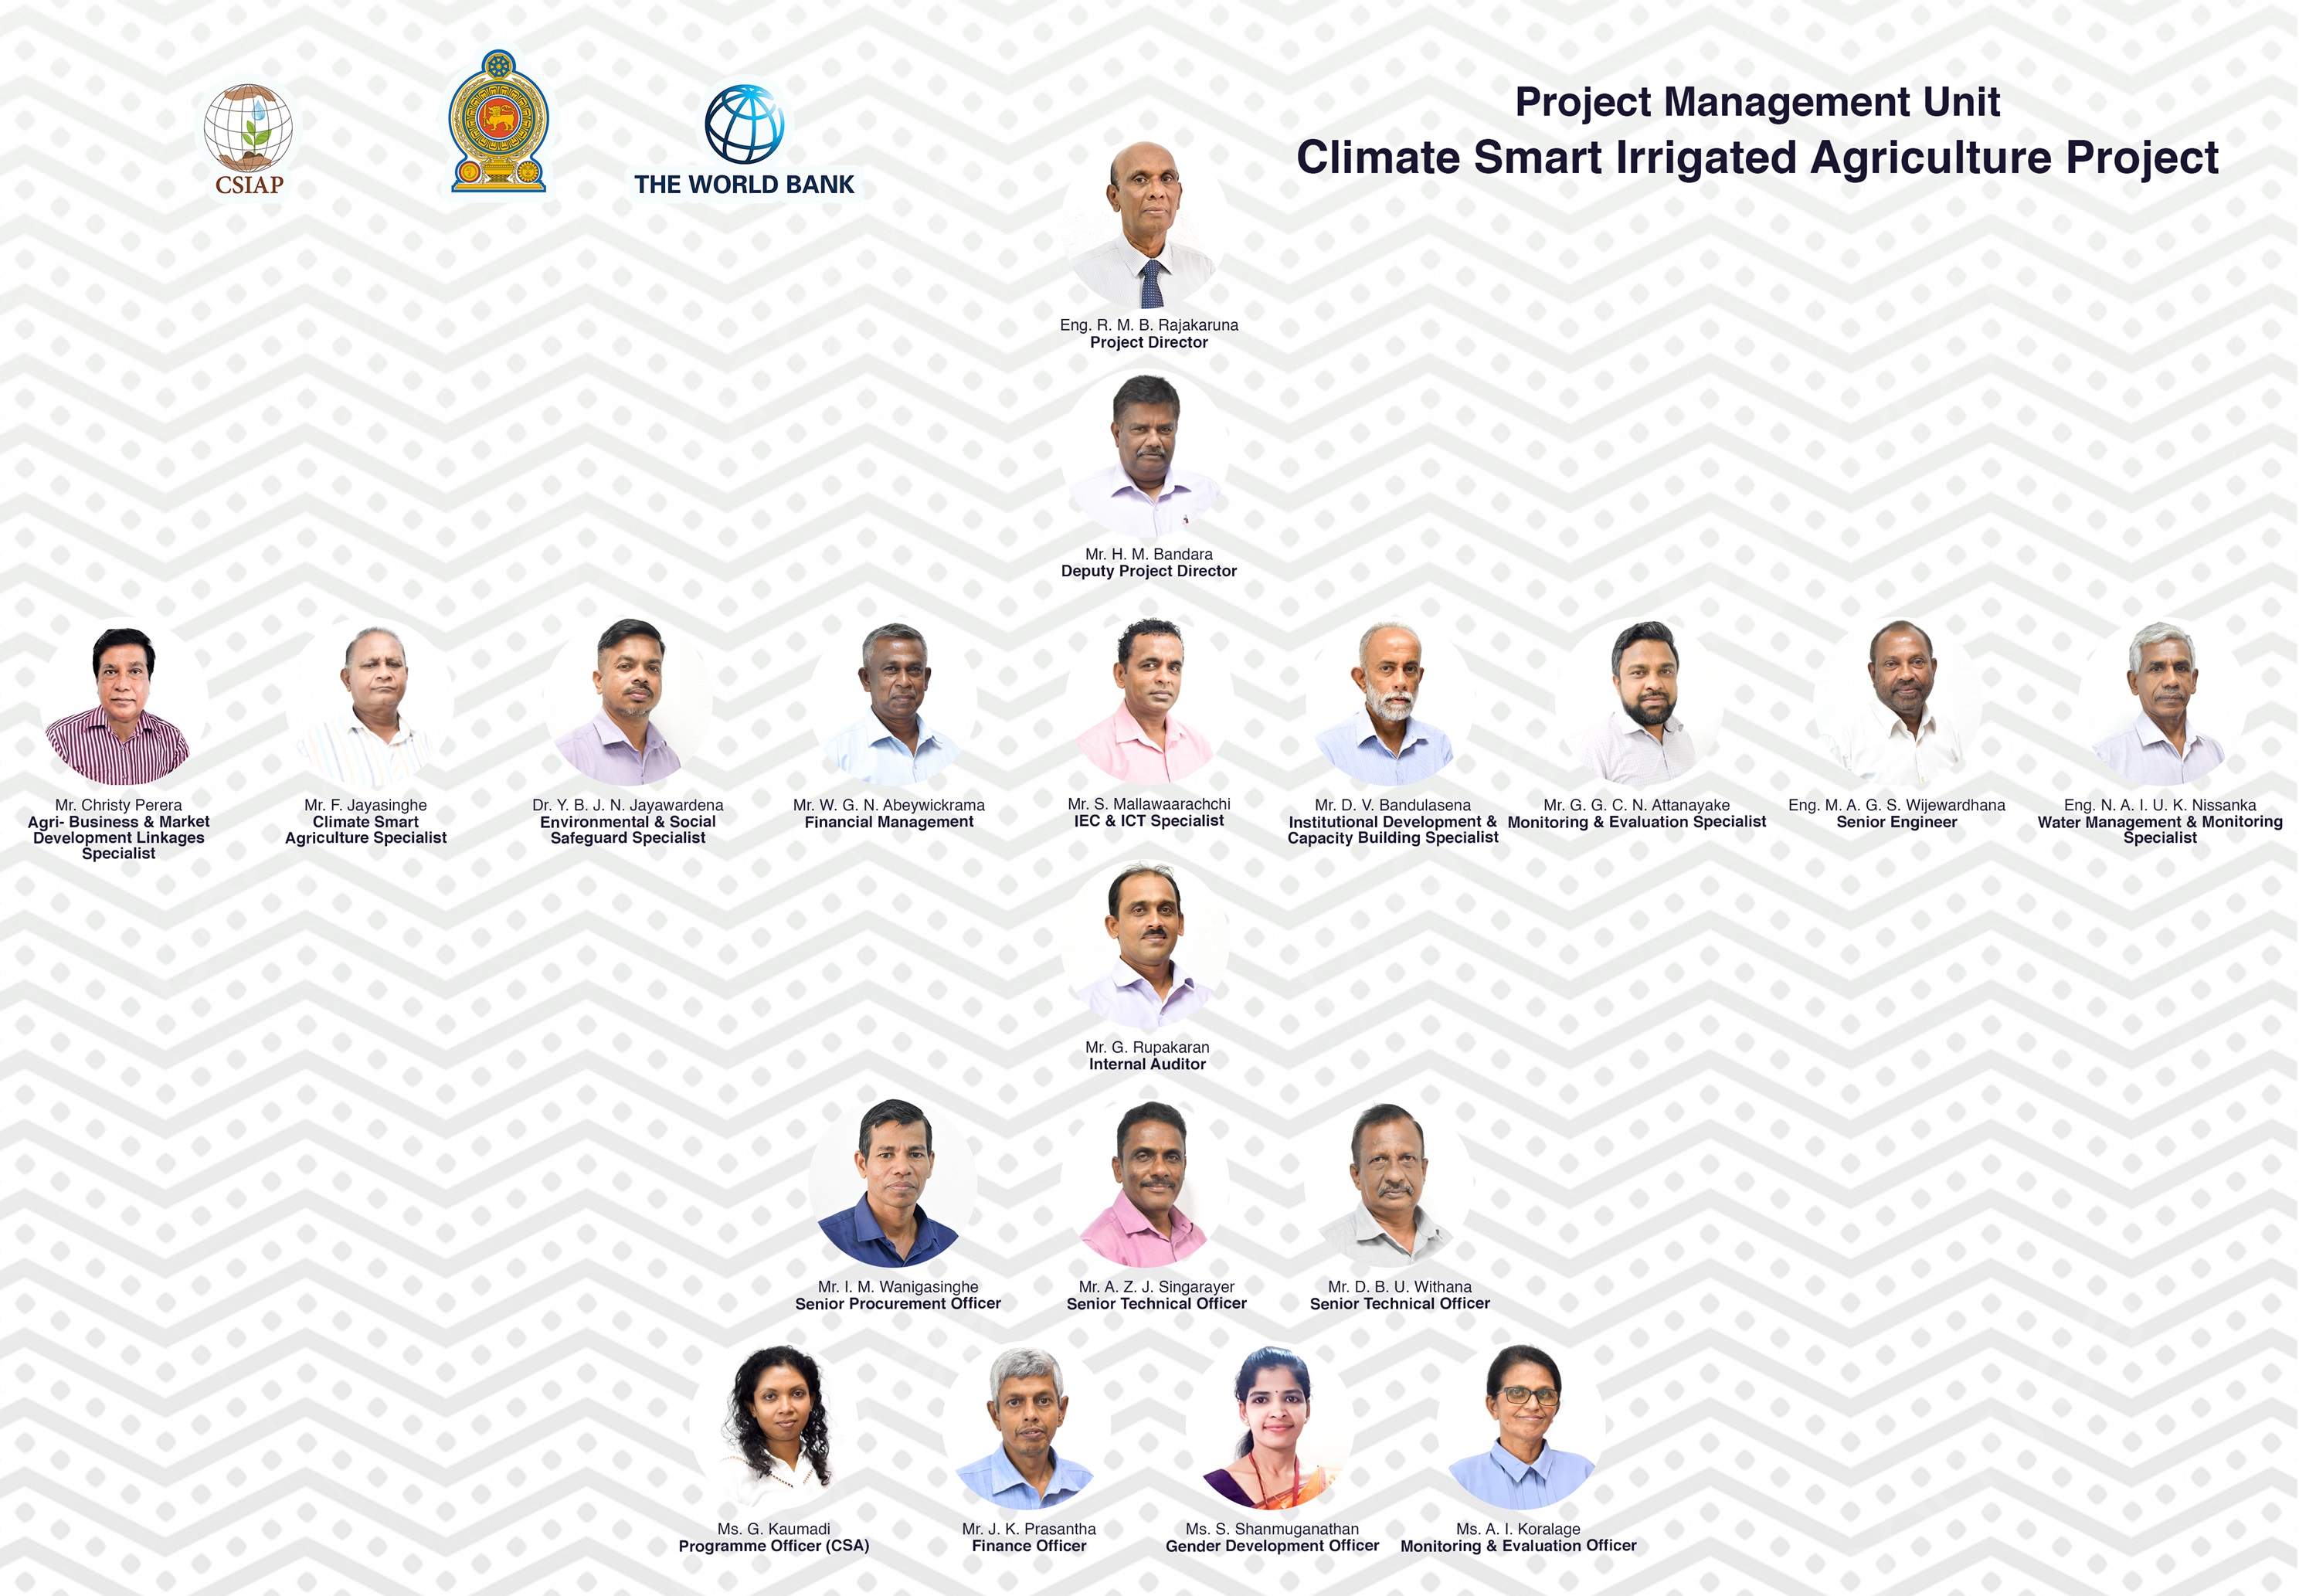 CSIAP
THE WORLD BANK
Project Management Unit
Climate Smart Irrigated Agriculture Project
Eng. R. M. B. Rajakaruna
Project Director
Mr. H. M. Bandara
Deputy Project Director
Mr. Christy Perera
Agri- Business & Market
Development Linkages
Specialist
Mr. F. Jayasinghe
Climate Smart
Agriculture Specialist
Dr. Y. B. J. N. Jayawardena
Environmental & Social
Safeguard Specialist
Mr. W. G. N. Abeywickrama
Financial Management
Mr. S. Mallawaarachchi
IEC & ICT Specialist
Mr. D. V. Bandulasena
Institutional Development &
Capacity Building Specialist
Mr. G. G. C. N. Attanayake
Monitoring & Evaluation Specialist
Eng. M. A. G. S. Wijewardhana
Senior Engineer
Eng. N. A. I. U. K. Nissanka
Water Management & Monitoring
Specialist
Mr. G. Rupakaran
Internal Auditor
Mr. I. M. Wanigasinghe
Senior Procurement Officer
Mr. A. Z. J. Singarayer
Senior Technical Officer
Mr. D. B. U. Withana
Senior Technical Officer
Ms. G. Kaumadi
Programme Officer (CSA)
Mr. J. K. Prasantha
Finance Officer
Ms. S. Shanmuganathan
Gender Development Officer
Ms. A. I. Koralage
Monitoring & Evaluation Officer